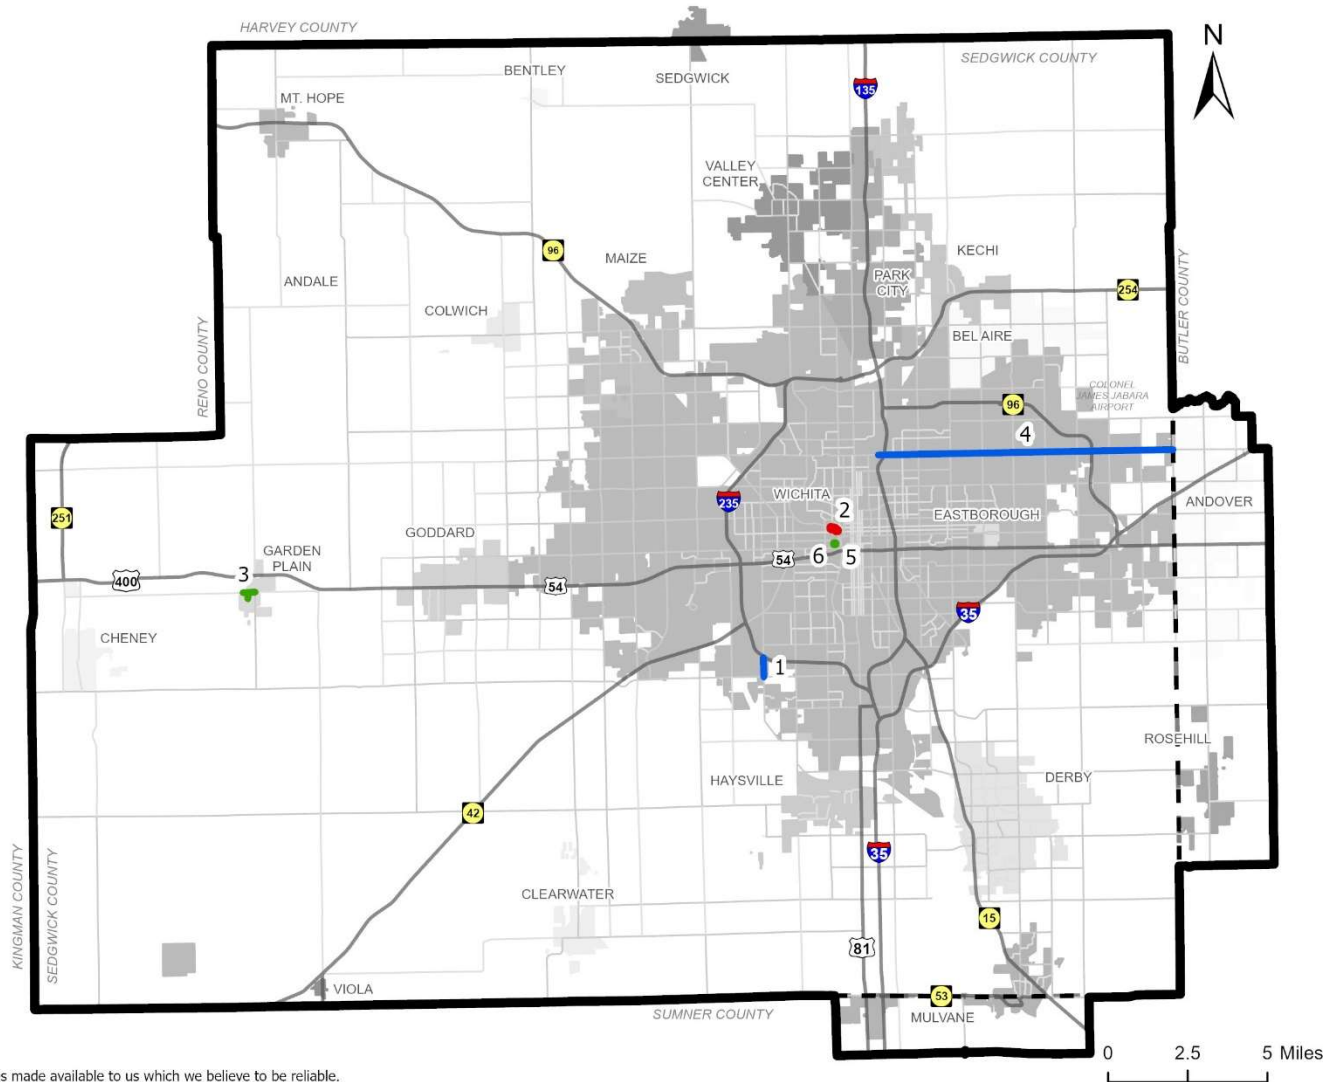 HARVEY COUNTY
SEDGWICK COUNTY
N
BENTLEY
SEDGWICK
135
MT. HOPE
VALLEY
CENTER
96
MAIZE
KECHI
PARK
CITY
ANDALE
COLWICH
254
BUTLER COUNTY
RENO COUNTY
BEL AIRE
COLONEL
JAMES JABARA
AIRPORT
96
4
235
WICHITA
2
EASTBOROUGH
ANDOVER
251
GODDARD
GARDEN
PLAIN
3
400
54
54
6
5
35
CHENEY
1
ROSEHILL
HAYSVILLE
DERBY
42
35
KINGMAN COUNTY
SEDGWICK COUNTY
CLEARWATER
15
81
VIOLA
53
SUMNER COUNTY
MULVANE
0 2.5 5 Miles
s made available to us which we believe to be reliable.